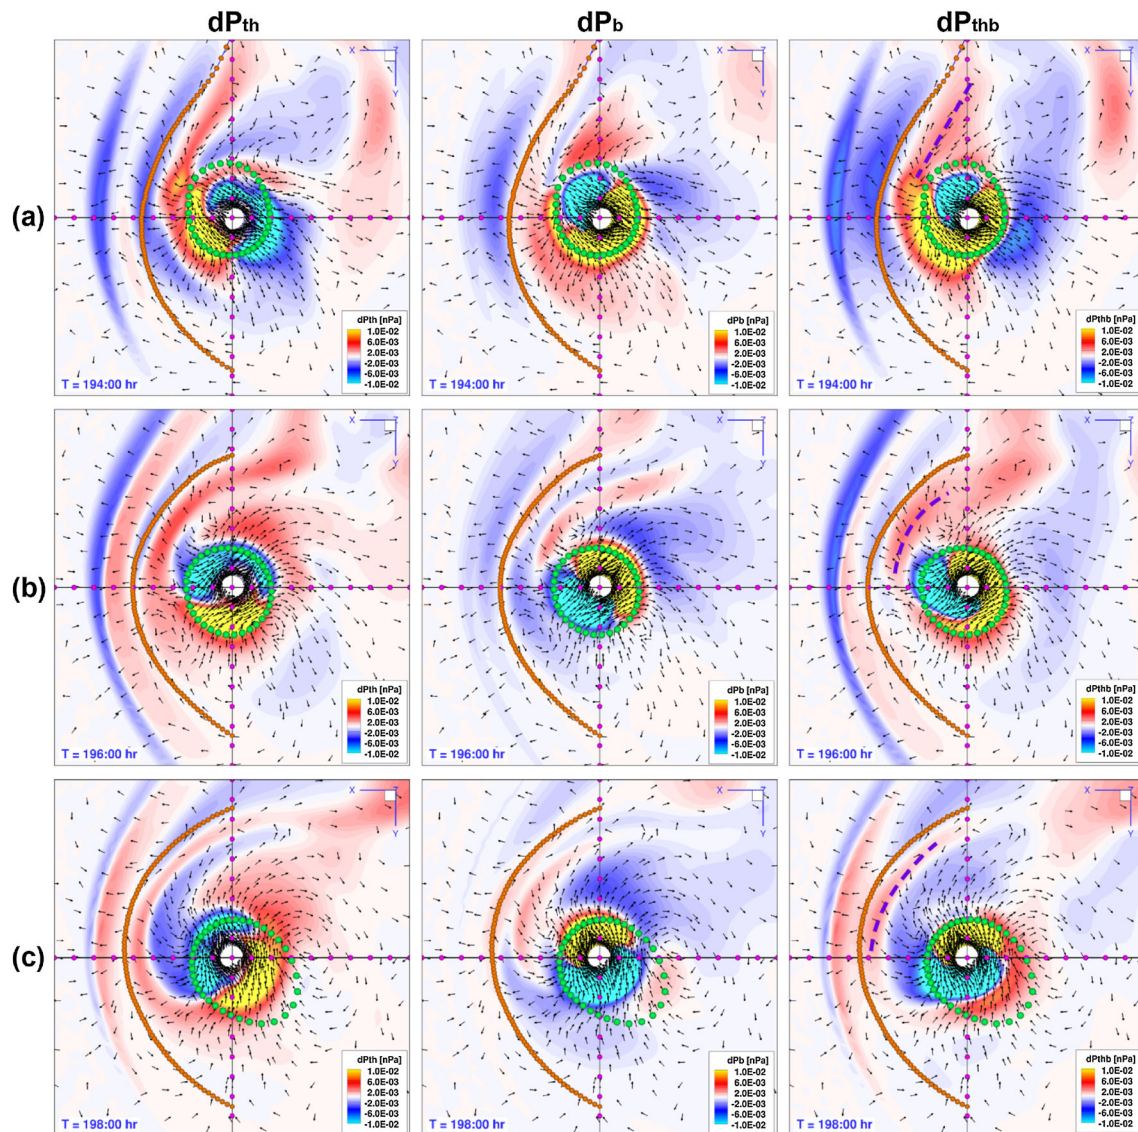 dPth dPb dPthb
(a)
X Z Y
dPth [nPa]
1.0E-02
6.0E-03
2.0E-03
-2.0E-03
-6.0E-03
-1.0E-02
T = 194:00 hr
X Z Y
dPb [nPa]
1.0E-02
6.0E-03
2.0E-03
-2.0E-03
-6.0E-03
-1.0E-02
T = 194:00 hr
X Z Y
dPthb [nPa]
1.0E-02
6.0E-03
2.0E-03
-2.0E-03
-6.0E-03
-1.0E-02
T = 194:00 hr
(b)
X Z Y
dPth [nPa]
1.0E-02
6.0E-03
2.0E-03
-2.0E-03
-6.0E-03
-1.0E-02
T = 196:00 hr
X Z Y
dPb [nPa]
1.0E-02
6.0E-03
2.0E-03
-2.0E-03
-6.0E-03
-1.0E-02
T = 196:00 hr
X Z Y
dPthb [nPa]
1.0E-02
6.0E-03
2.0E-03
-2.0E-03
-6.0E-03
-1.0E-02
T = 196:00 hr
(c)
X Z Y
dPth [nPa]
1.0E-02
6.0E-03
2.0E-03
-2.0E-03
-6.0E-03
-1.0E-02
T = 198:00 hr
X Z Y
dPb [nPa]
1.0E-02
6.0E-03
2.0E-03
-2.0E-03
-6.0E-03
-1.0E-02
T = 198:00 hr
X Z Y
dPthb [nPa]
1.0E-02
6.0E-03
2.0E-03
-2.0E-03
-6.0E-03
-1.0E-02
T = 198:00 hr